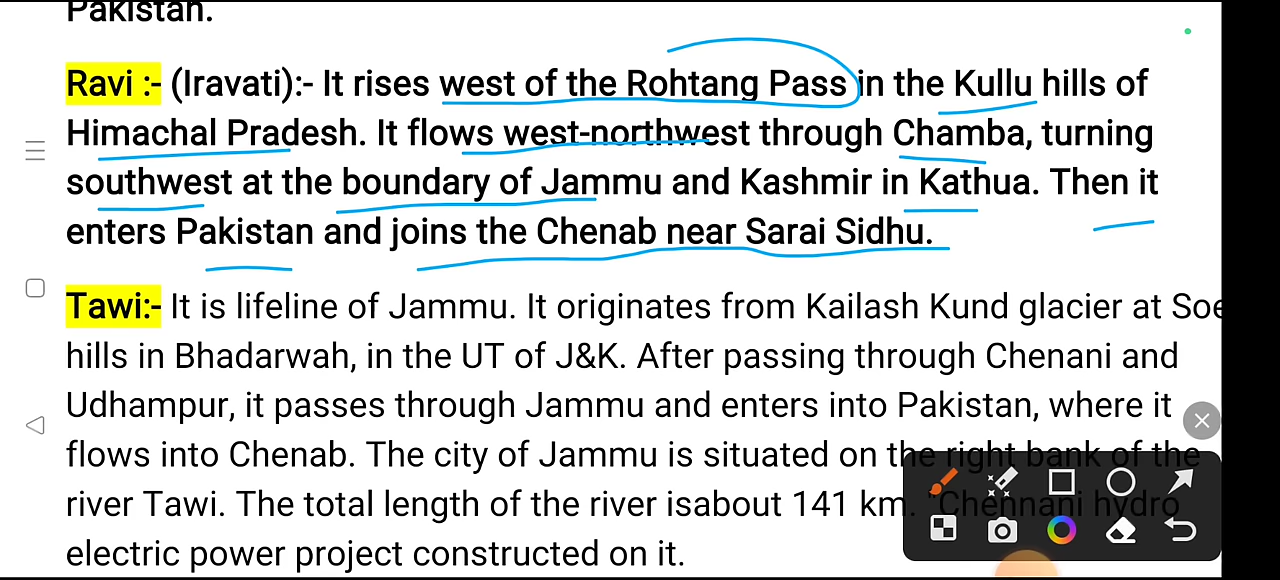 Pakistan.
Ravi :- (Iravati):- It rises west of the Rohtang Pass in the Kullu hills of
Himachal Pradesh. It flows west-northwest through Chamba, turning
southwest at the boundary of Jammu and Kashmir in Kathua. Then it
enters Pakistan and joins the Chenab near Sarai Sidhu.
Tawi:- It is lifeline of Jammu. It originates from Kailash Kund glacier at Soe
hills in Bhadarwah, in the UT of J&K. After passing through Chenani and
Udhampur, it passes through Jammu and enters into Pakistan, where it
flows into Chenab. The city of Jammu is situated on the right bank of the
river Tawi. The total length of the river isabout 141 km. "Chennani hydro
electric power project constructed on it.